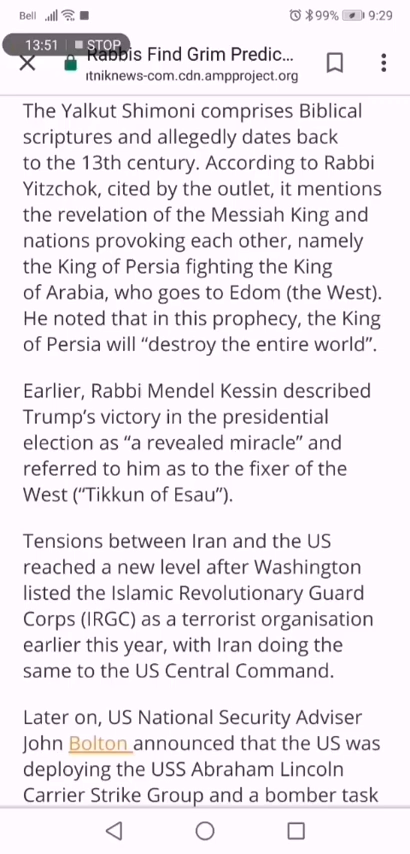 Bell 99% 9:29
13:51 STOP
Rabbis Find Grim Predic...
itniknews-com.cdn.ampproject.org
The Yalkut Shimoni comprises Biblical
scriptures and allegedly dates back
to the 13th century. According to Rabbi
Yitzchok, cited by the outlet, it mentions
the revelation of the Messiah King and
nations provoking each other, namely
the King of Persia fighting the King
of Arabia, who goes to Edom (the West).
He noted that in this prophecy, the King
of Persia will “destroy the entire world”.
Earlier, Rabbi Mendel Kessin described
Trump’s victory in the presidential
election as “a revealed miracle” and
referred to him as to the fixer of the
West (“Tikkun of Esau”).
Tensions between Iran and the US
reached a new level after Washington
listed the Islamic Revolutionary Guard
Corps (IRGC) as a terrorist organisation
earlier this year, with Iran doing the
same to the US Central Command.
Later on, US National Security Adviser
John Bolton announced that the US was
deploying the USS Abraham Lincoln
Carrier Strike Group and a bomber task